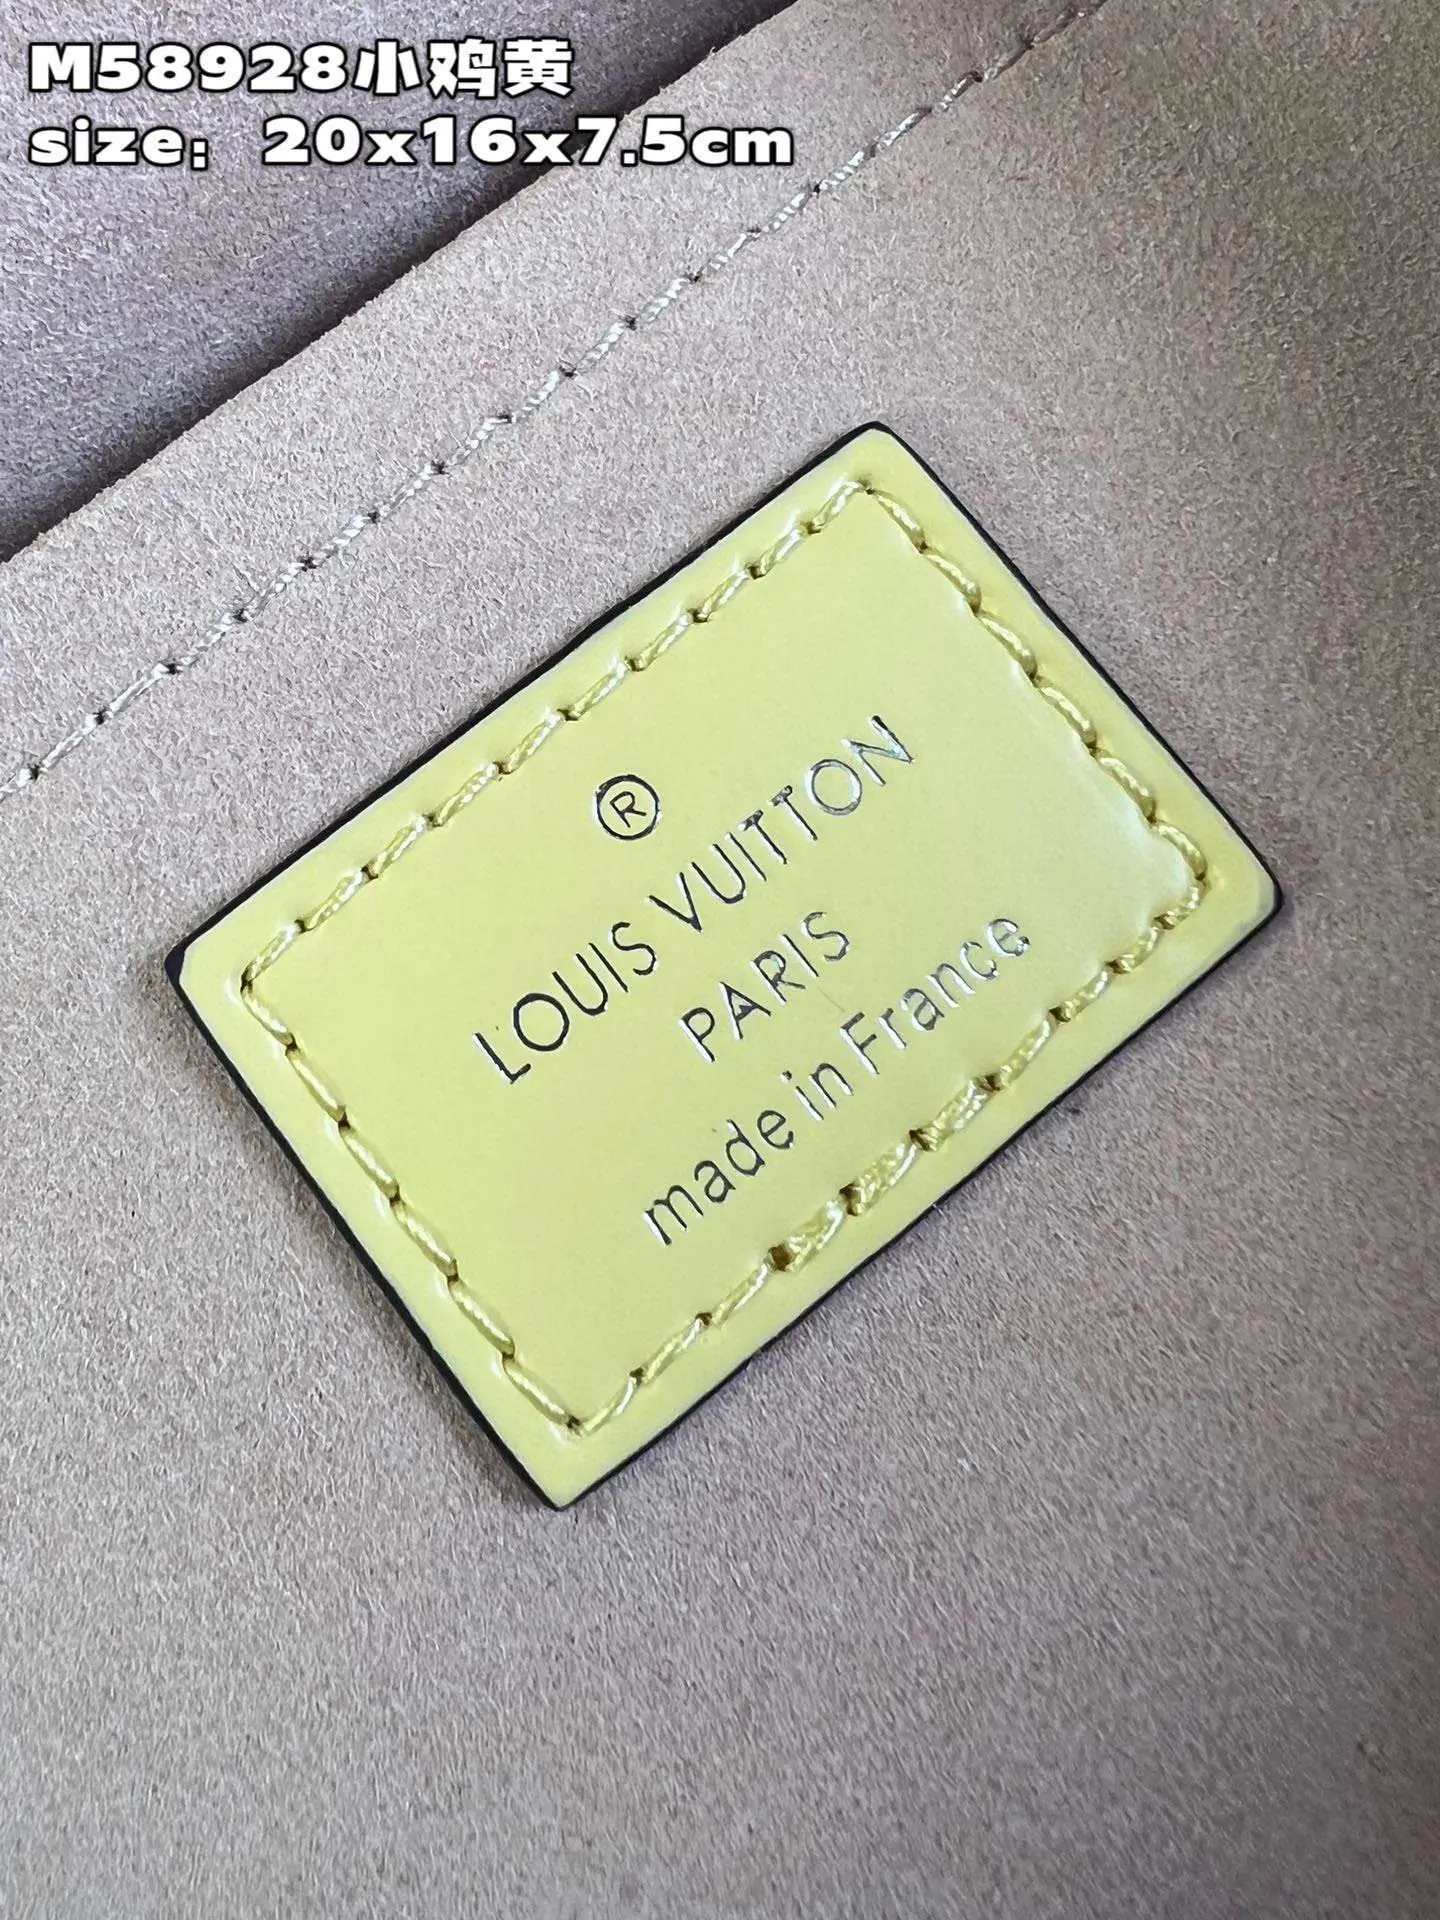 M58928小鸡黄
size: 20x16x7.5cm
®
LOUIS VUITTON
PARIS
made in France